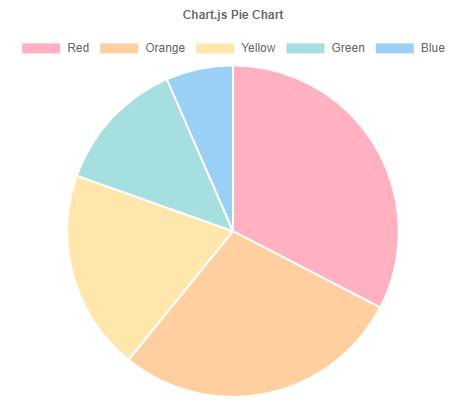 Chart.js Pie Chart
Red Orange Yellow Green Blue